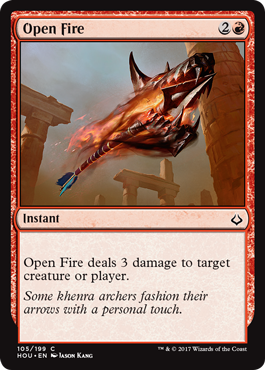 Open Fire 2
Instant
Open Fire deals 3 damage to target
creature or player.
Some khenra archers fashion their
arrows with a personal touch.
105/199 C
HOU • EN Jason Kang
™ & © 2017 Wizards of the Coast